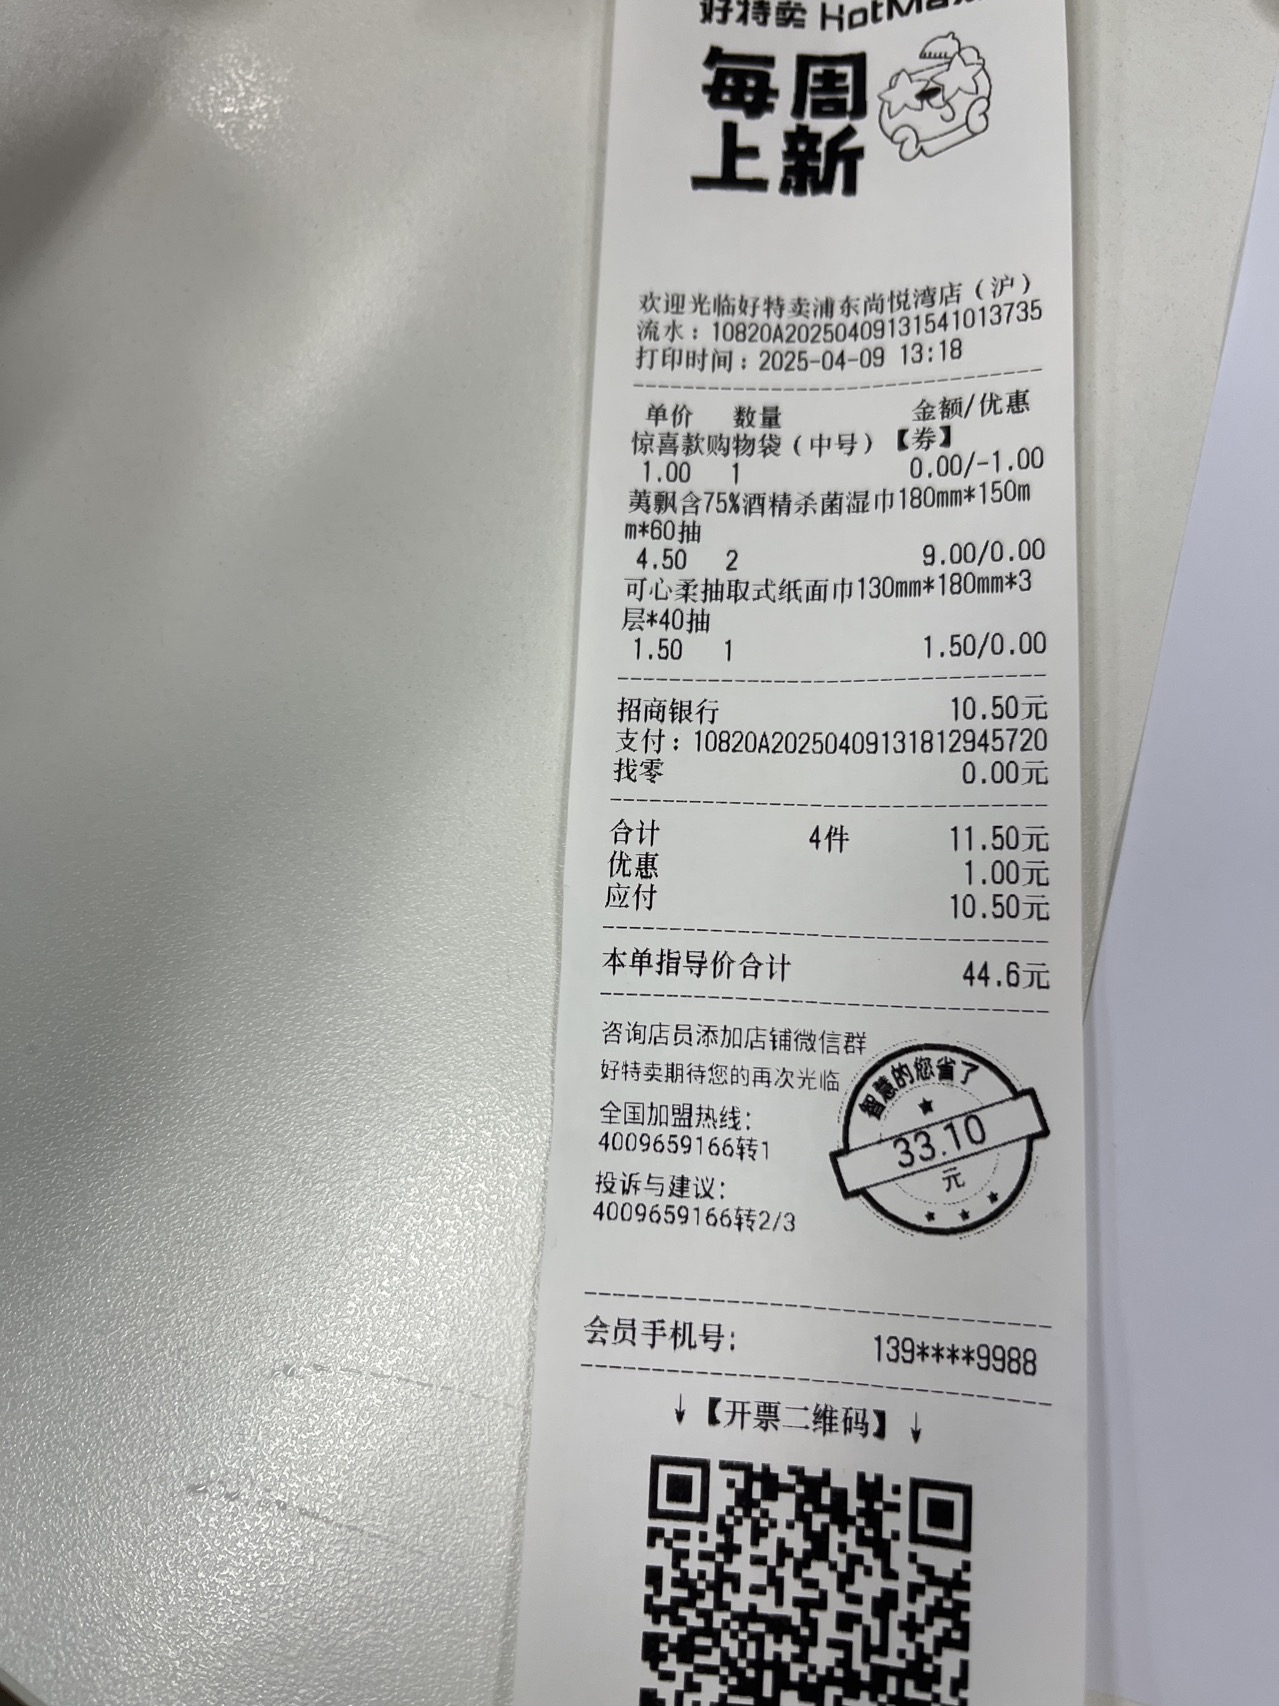 好特卖 HotMaxx
每周
上新
欢迎光临好特卖浦东尚悦湾店（沪）
流水：10820A20250409131541013735
打印时间：2025-04-09 13:18
单价 数量 金额/优惠
惊喜款购物袋（中号）【券】
1.00 1 0.00/-1.00
荑飘含75%酒精杀菌湿巾180mm*150m
m*60抽
4.50 2 9.00/0.00
可心柔抽取式纸面巾130mm*180mm*3
层*40抽
1.50 1 1.50/0.00
招商银行 10.50元
支付：10820A20250409131812945720
找零 0.00元
合计 4件 11.50元
优惠 1.00元
应付 10.50元
本单指导价合计 44.6元
咨询店员添加店铺微信群
好特卖期待您的再次光临
全国加盟热线：
4009659166转1
投诉与建议：
4009659166转2/3
智慧的您省了
33.10
元
会员手机号： 139****9988
↓【开票二维码】↓